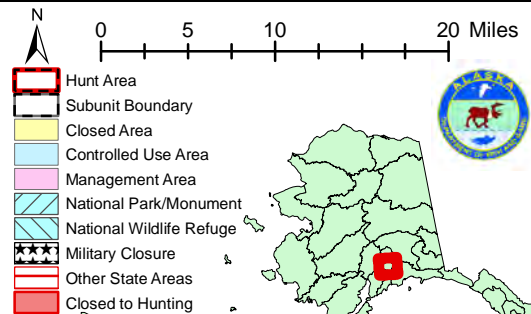 N
0 5 10 20 Miles
Hunt Area
Subunit Boundary
Closed Area
Controlled Use Area
Management Area
National Park/Monument
National Wildlife Refuge
Military Closure
Other State Areas
Closed to Hunting
ALASKA